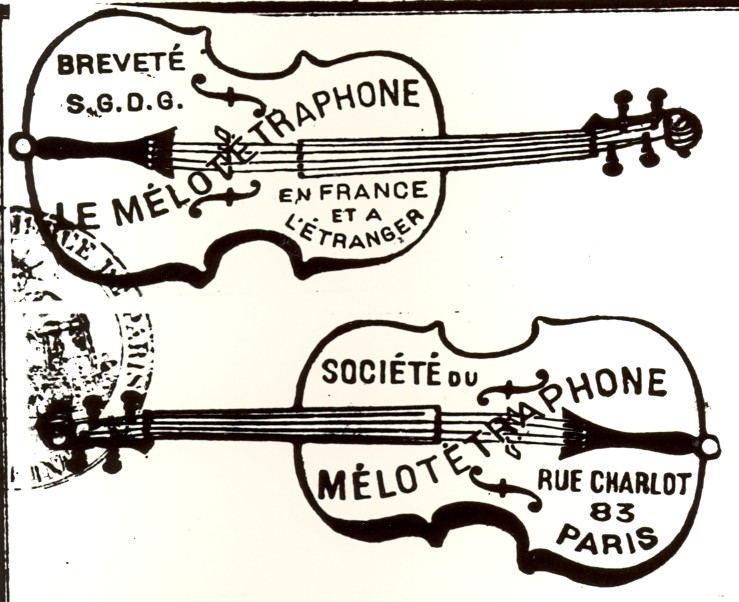 BREVETÉ
S.G.D.G.
LE MÉLOTÉTRAPHONE
EN FRANCE
ET A
L'ÉTRANGER
SOCIÉTÉ DU
MÉLOTÉTRAPHONE
RUE CHARLOT
83
PARIS